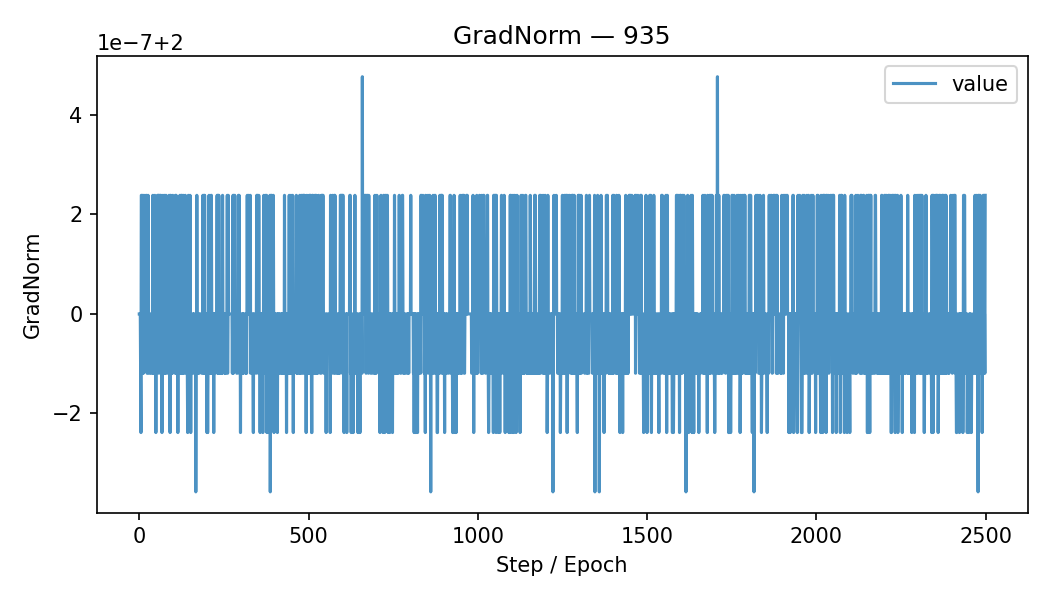 GradNorm — 935
1e−7+2
value
4
2
0
−2
GradNorm
0 500 1000 1500 2000 2500
Step / Epoch